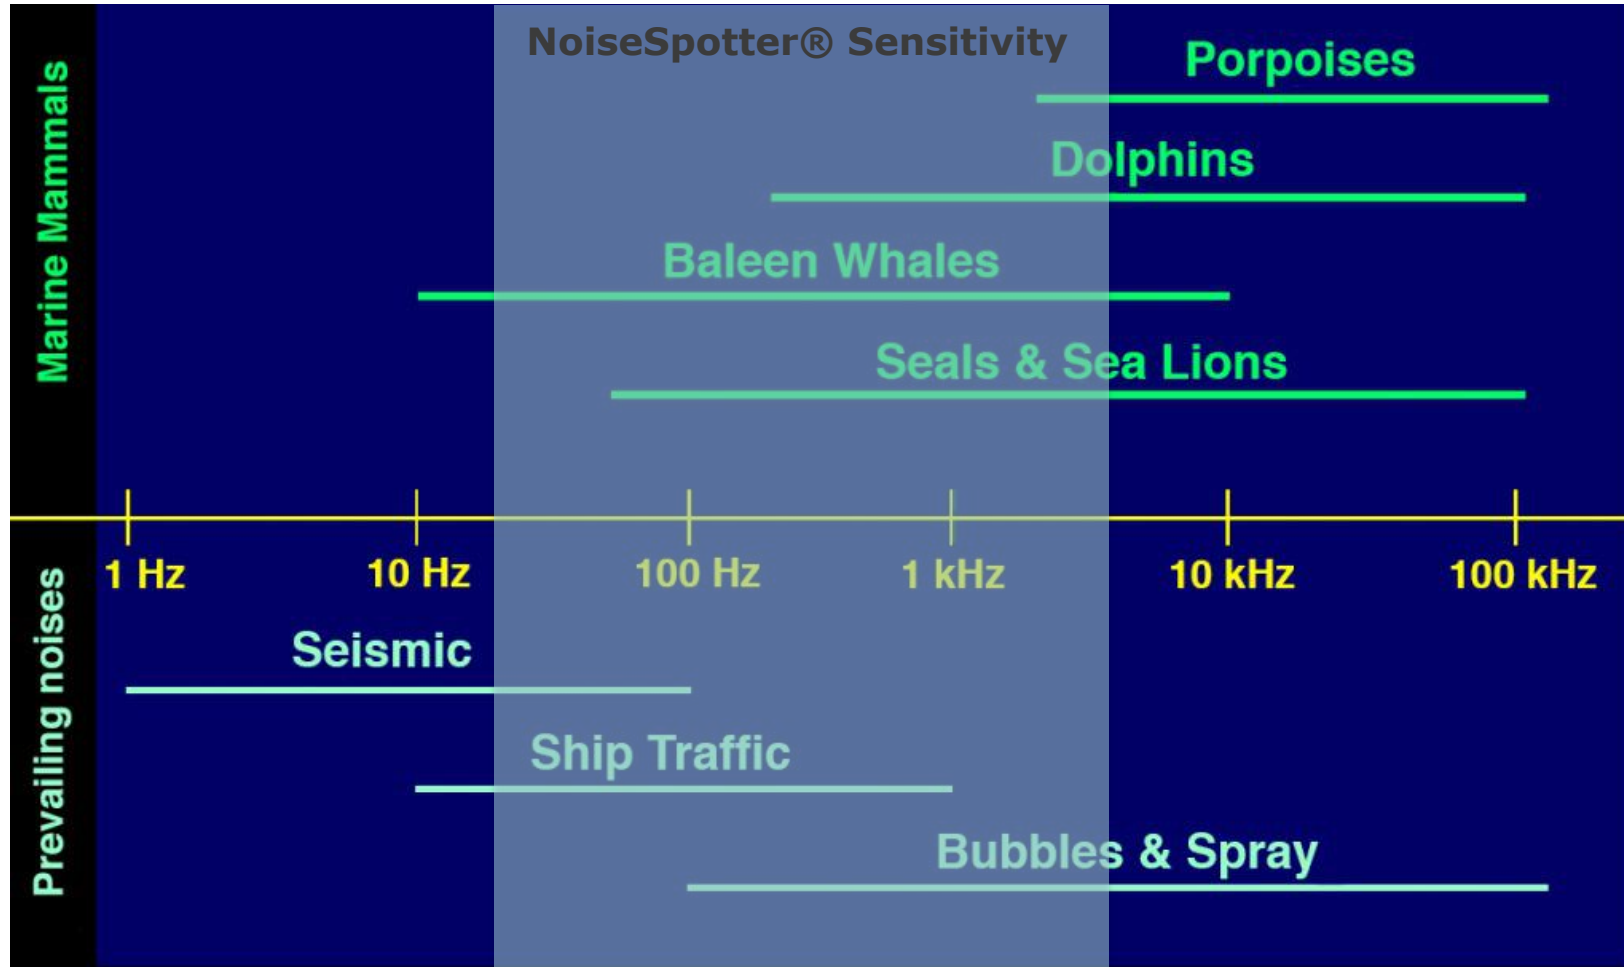 NoiseSpotter® Sensitivity
Marine Mammals
Porpoises
Dolphins
Baleen Whales
Seals & Sea Lions
1 Hz 10 Hz 100 Hz 1 kHz 10 kHz 100 kHz
Prevailing noises
Seismic
Ship Traffic
Bubbles & Spray